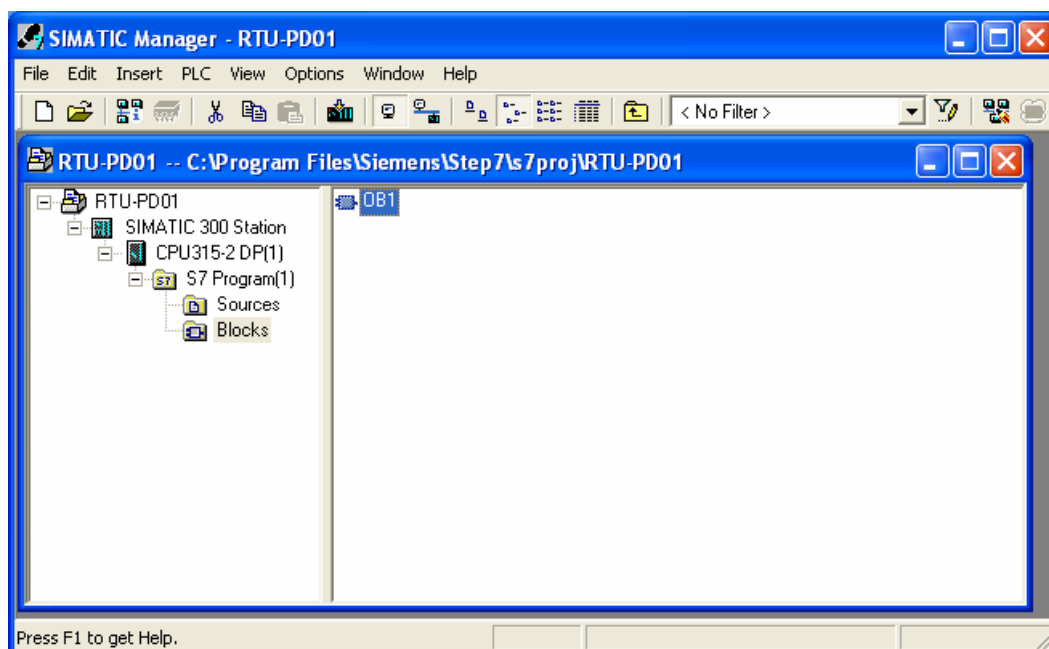 SIMATIC Manager - RTU-PD01
File Edit Insert PLC View Options Window Help
< No Filter >
RTU-PD01 -- C:\Program Files\Siemens\Step7\s7proj\RTU-PD01
RTU-PD01
SIMATIC 300 Station
CPU315-2 DP(1)
S7 Program(1)
Sources
Blocks
OB1
Press F1 to get Help.